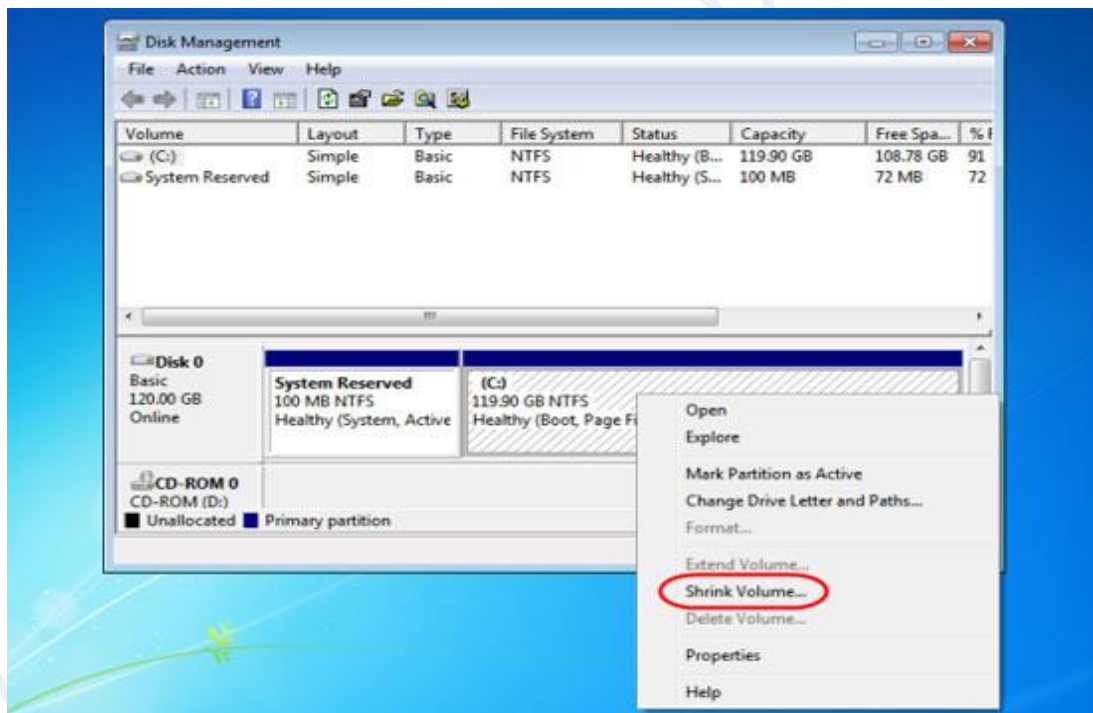 Disk Management
File Action View Help
Volume Layout Type File System Status Capacity Free Spa... %
(C:) Simple Basic NTFS Healthy (B... 119.90 GB 108.78 GB 91
System Reserved Simple Basic NTFS Healthy (S... 100 MB 72 MB 72
Disk 0
Basic
120.00 GB
Online
System Reserved
100 MB NTFS
Healthy (System, Active
(C:)
119.90 GB NTFS
Healthy (Boot, Page Fi
CD-ROM 0
CD-ROM (D:)
Unallocated Primary partition
Open
Explore
Mark Partition as Active
Change Drive Letter and Paths...
Format...
Extend Volume...
Shrink Volume...
Delete Volume...
Properties
Help